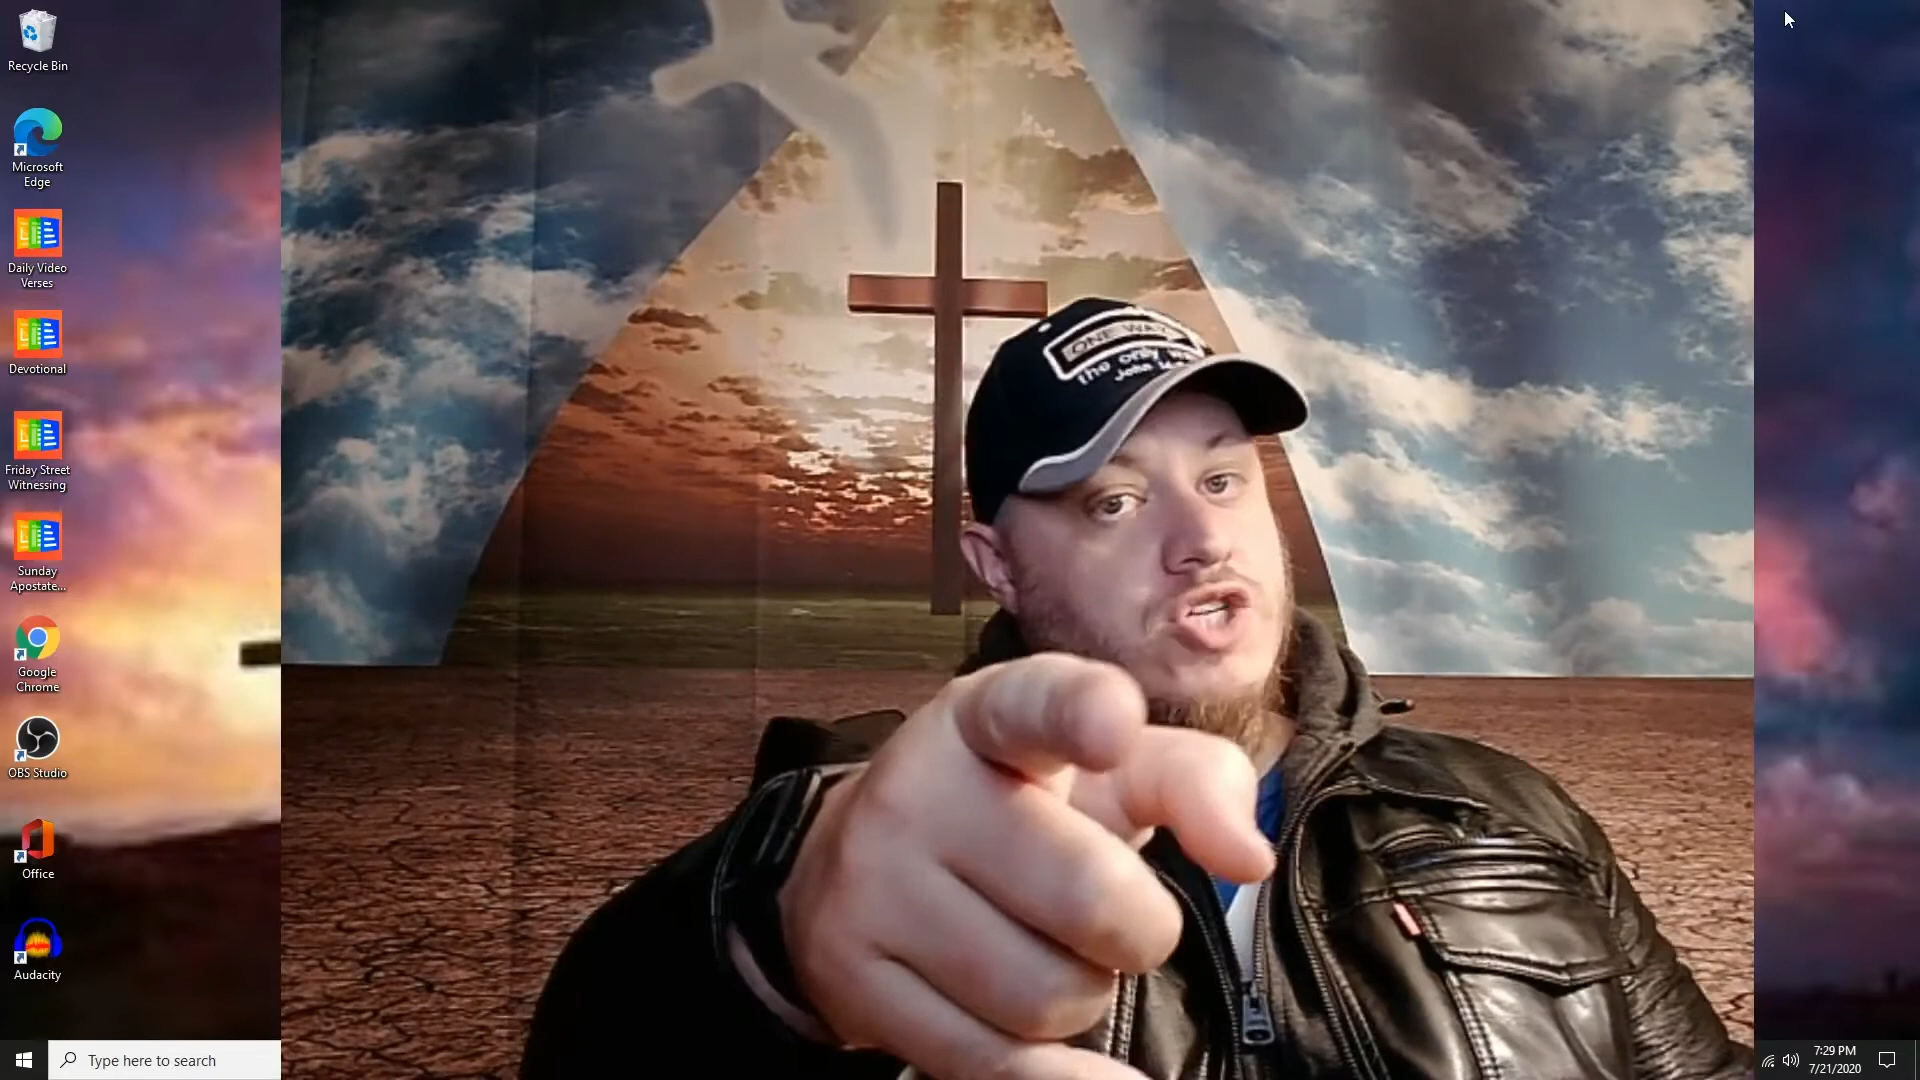 Recycle Bin
Microsoft
Edge
Daily Video
Verses
Devotional
Friday Street
Witnessing
Sunday
Apostate...
Google
Chrome
OBS Studio
Office
Audacity
ONE WAY
the only
John
Type here to search
7:29 PM
7/21/2020